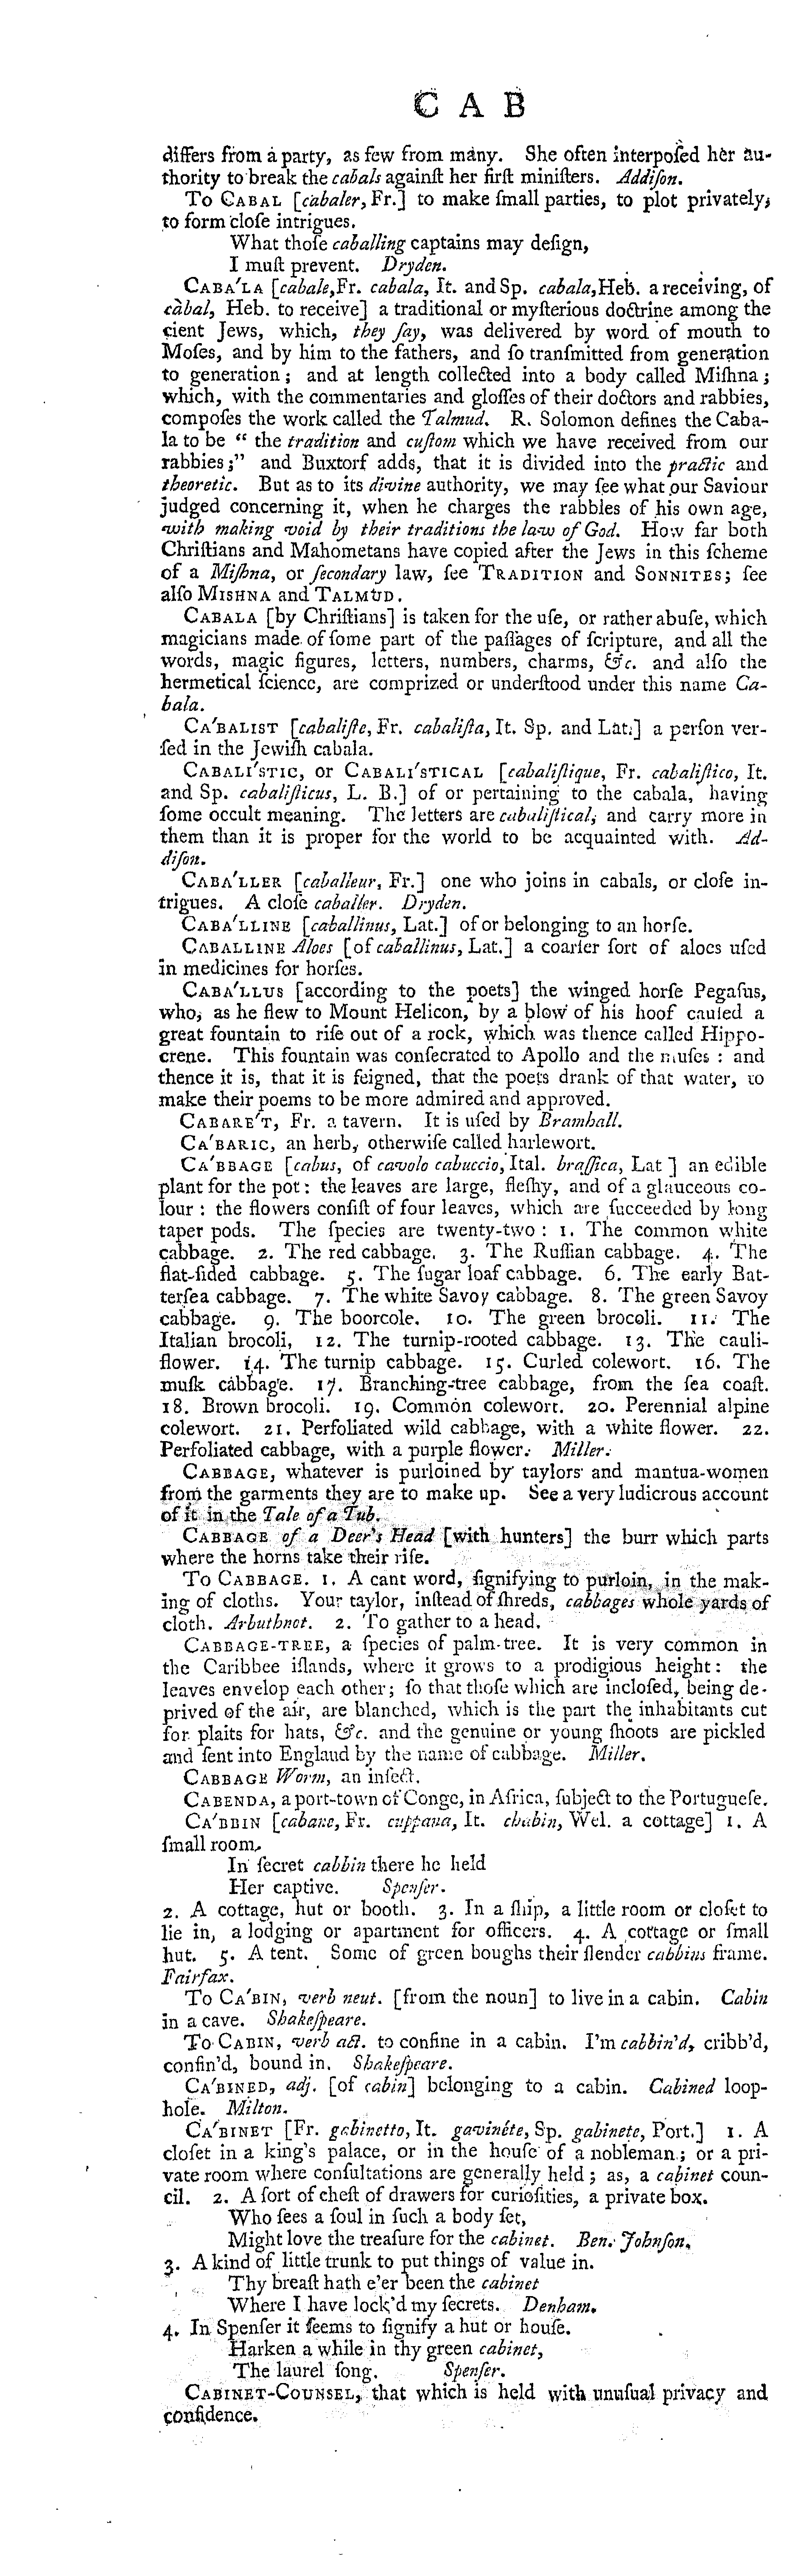 C A B
differs from a party, as few from many. She often interpoſed her au-
thority to break the cabals againſt her firſt miniſters. Addiſon.
To CABAL [cabaler, Fr.] to make ſmall parties, to plot privately,
to form cloſe intrigues.
What thoſe caballing captains may deſign,
I muſt prevent. Dryden.
CABA'LA [cabale, Fr. cabala, It. and Sp. cabala, Heb. a receiving, of
càbal, Heb. to receive] a traditional or myſterious doctrine among the
cient Jews, which, they ſay, was delivered by word of mouth to
Moſes, and by him to the fathers, and ſo tranſmitted from generation
to generation; and at length collected into a body called Miſhna;
which, with the commentaries and gloſſes of their doctors and rabbies,
compoſes the work called the Talmud. R. Solomon defines the Caba-
la to be “ the tradition and cuſtom which we have received from our
rabbies;” and Buxtorf adds, that it is divided into the practic and
theoretic. But as to its divine authority, we may ſee what our Saviour
judged concerning it, when he charges the rabbles of his own age,
with making void by their traditions the law of God. How far both
Chriſtians and Mahometans have copied after the Jews in this ſcheme
of a Miſhna, or ſecondary law, ſee TRADITION and SONNITES; ſee
alſo MISHNA and TALMUD.
CABALA [by Chriſtians] is taken for the uſe, or rather abuſe, which
magicians made of ſome part of the paſſages of ſcripture, and all the
words, magic figures, letters, numbers, charms, &c. and alſo the
hermetical ſcience, are comprized or underſtood under this name Ca-
bala.
CA'BALIST [cabaliſte, Fr. cabaliſta, It. Sp. and Lat.] a perſon ver-
ſed in the Jewiſh cabala.
CABALI'STIC, or CABALI'STICAL [cabaliſtique, Fr. cabaliſtico, It.
and Sp. cabaliſticus, L. B.] of or pertaining to the cabala, having
ſome occult meaning. The letters are cabaliſtical, and carry more in
them than it is proper for the world to be acquainted with. Ad-
diſon.
CABA'LLER [caballeur, Fr.] one who joins in cabals, or cloſe in-
trigues. A cloſe caballer. Dryden.
CABA'LLINE [caballinus, Lat.] of or belonging to an horſe.
CABALLINE Aloes [of caballinus, Lat.] a coarſer ſort of aloes uſed
in medicines for horſes.
CABA'LLUS [according to the poets] the winged horſe Pegaſus,
who, as he flew to Mount Helicon, by a blow of his hoof cauſed a
great fountain to riſe out of a rock, which was thence called Hippo-
crene. This fountain was conſecrated to Apollo and the muſes : and
thence it is, that it is feigned, that the poets drank of that water, to
make their poems to be more admired and approved.
CABARE'T, Fr. a tavern. It is uſed by Bramhall.
CA'BARIC, an herb, otherwiſe called harlewort.
CA'BBAGE [cabus, of cavolo cabuccio, Ital. braſſica, Lat ] an edible
plant for the pot: the leaves are large, fleſhy, and of a glauceous co-
lour : the flowers conſiſt of four leaves, which are ſucceeded by long
taper pods. The ſpecies are twenty-two : 1. The common white
cabbage. 2. The red cabbage. 3. The Ruſſian cabbage. 4. The
flat-ſided cabbage. 5. The ſugar loaf cabbage. 6. The early Bat-
terſea cabbage. 7. The white Savoy cabbage. 8. The green Savoy
cabbage. 9. The boorcole. 10. The green brocoli. 11. The
Italian brocoli, 12. The turnip-rooted cabbage. 13. The cauli-
flower. 14. The turnip cabbage. 15. Curled colewort. 16. The
muſk cabbage. 17. Branching-tree cabbage, from the ſea coaſt.
18. Brown brocoli. 19. Common colewort. 20. Perennial alpine
colewort. 21. Perfoliated wild cabbage, with a white flower. 22.
Perfoliated cabbage, with a purple flower. Miller.
CABBAGE, whatever is purloined by taylors and mantua-women
from the garments they are to make up. See a very ludicrous account
of it in the Tale of a Tub.
CABBAGE of a Deer's Head [with hunters] the burr which parts
where the horns take their riſe.
To CABBAGE. 1. A cant word, ſignifying to purloin, in the mak-
ing of cloths. Your taylor, inſtead of ſhreds, cabbages whole yards of
cloth. Arbuthnot. 2. To gather to a head.
CABBAGE-TREE, a ſpecies of palm-tree. It is very common in
the Caribbee iſlands, where it grows to a prodigious height: the
leaves envelop each other; ſo that thoſe which are incloſed, being de-
prived of the air, are blanched, which is the part the inhabitants cut
for plaits for hats, &c. and the genuine or young ſhoots are pickled
and ſent into England by the name of cabbage. Miller.
CABBAGE Worm, an inſect.
CABENDA, a port-town of Congo, in Africa, ſubject to the Portugueſe.
CA'BBIN [cabane, Fr. cuppana, It. chabin, Wel. a cottage] 1. A
ſmall room.
In ſecret cabbin there he held
Her captive. Spenſer.
2. A cottage, hut or booth. 3. In a ſhip, a little room or cloſet to
lie in, a lodging or apartment for officers. 4. A cottage or ſmall
hut. 5. A tent. Some of green boughs their ſlender cabbins frame.
Fairfax.
To CA'BIN, verb neut. [from the noun] to live in a cabin. Cabin
in a cave. Shakeſpeare.
To CABIN, verb act. to confine in a cabin. I'm cabbin'd, cribb'd,
confin'd, bound in. Shakeſpeare.
CA'BINED, adj. [of cabin] belonging to a cabin. Cabined loop-
hole. Milton.
CA'BINET [Fr. gabinetto, It. gavinéte, Sp. gabinete, Port.] 1. A
cloſet in a king's palace, or in the houſe of a nobleman; or a pri-
vate room where conſultations are generally held ; as, a cabinet coun-
cil. 2. A ſort of cheſt of drawers for curioſities, a private box.
Who ſees a ſoul in ſuch a body ſet,
Might love the treaſure for the cabinet. Ben. Johnſon.
3. A kind of little trunk to put things of value in.
Thy breaſt hath e'er been the cabinet
Where I have lock'd my ſecrets. Denham.
4. In Spenſer it ſeems to ſignify a hut or houſe.
Harken a while in thy green cabinet,
The laurel ſong. Spenſer.
CABINET-COUNSEL, that which is held with unuſual privacy and
confidence.